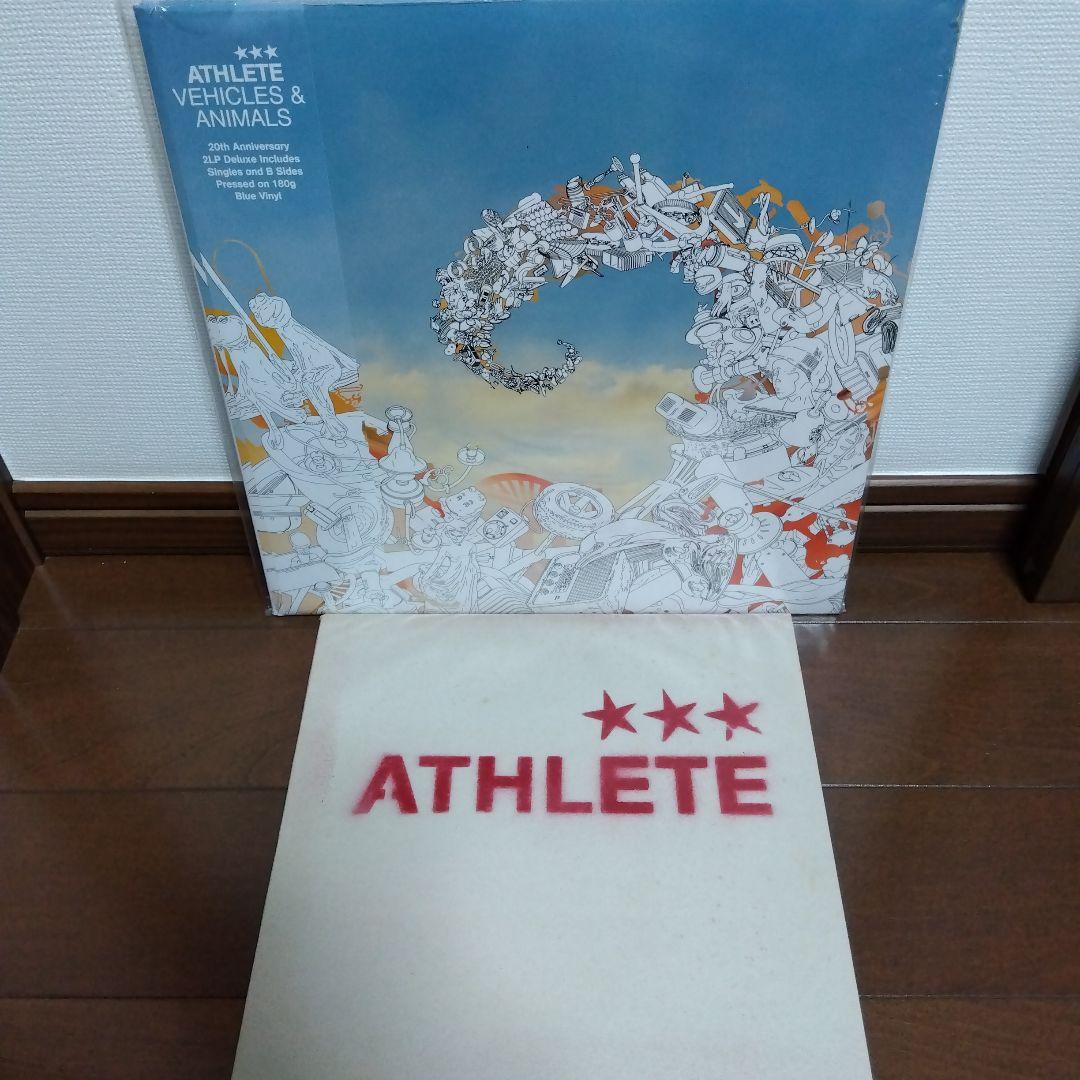 ★★★
ATHLETE
VEHICLES &
ANIMALS
20th Anniversary
2LP Deluxe Includes
Singles and B Sides
Pressed on 180g
Blue Vinyl
★★★
ATHLETE